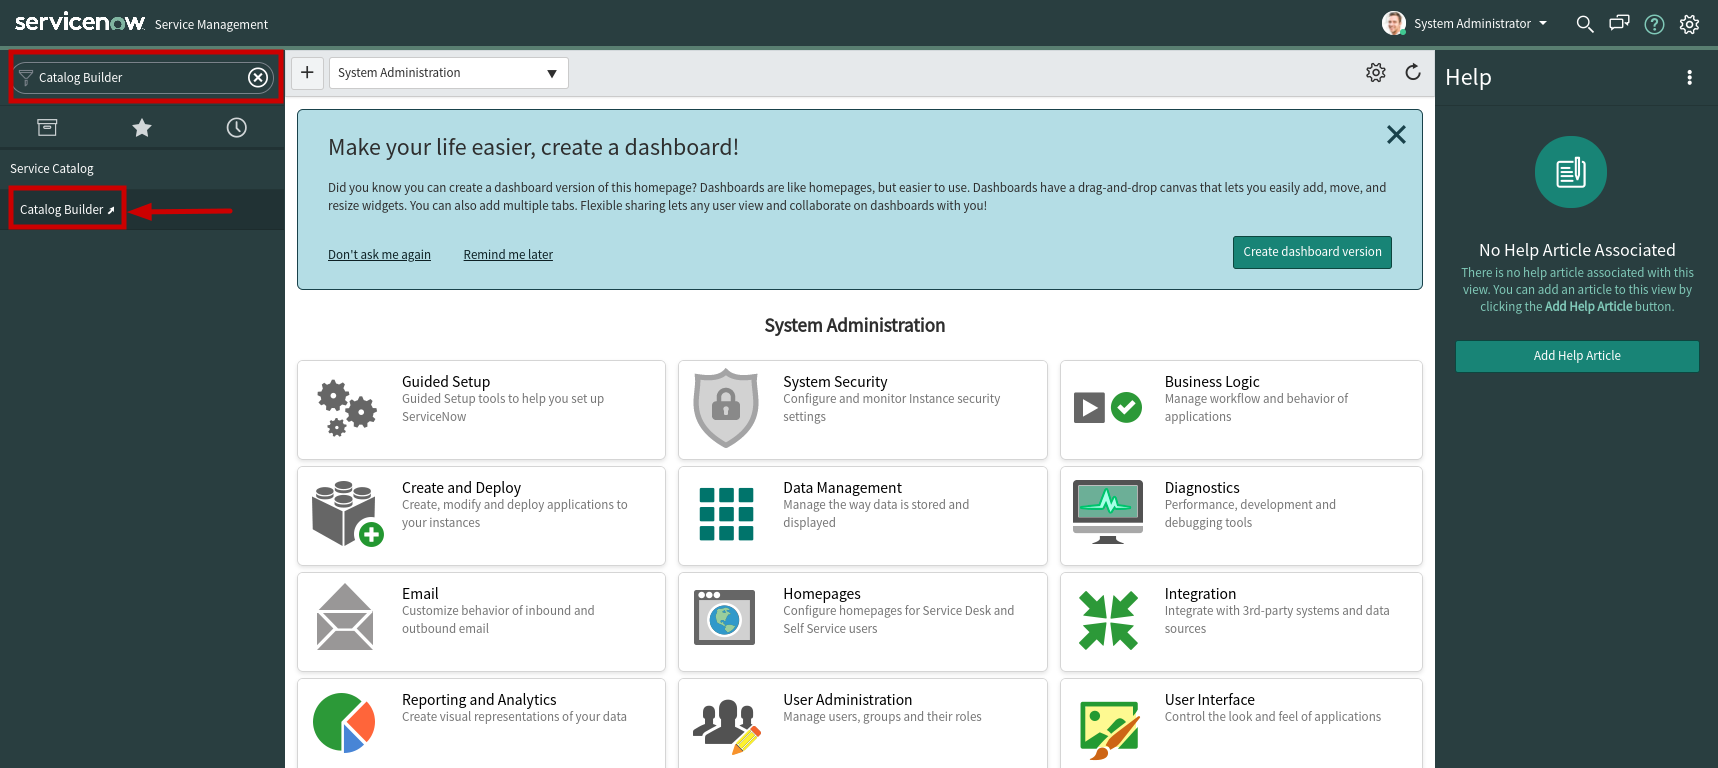 servicenow Service Management
System Administrator
Catalog Builder
Service Catalog
Catalog Builder
System Administration
Make your life easier, create a dashboard!
Did you know you can create a dashboard version of this homepage? Dashboards are like homepages, but easier to use. Dashboards have a drag-and-drop canvas that lets you easily add, move, and
resize widgets. You can also add multiple tabs. Flexible sharing lets any user view and collaborate on dashboards with you!
Don't ask me again
Remind me later
Create dashboard version
System Administration
Guided Setup
Guided Setup tools to help you set up
ServiceNow
System Security
Configure and monitor Instance security
settings
Business Logic
Manage workflow and behavior of
applications
Create and Deploy
Create, modify and deploy applications to
your instances
Data Management
Manage the way data is stored and
displayed
Diagnostics
Performance, development and
debugging tools
Email
Customize behavior of inbound and
outbound email
Homepages
Configure homepages for Service Desk and
Self Service users
Integration
Integrate with 3rd-party systems and data
sources
Reporting and Analytics
Create visual representations of your data
User Administration
Manage users, groups and their roles
User Interface
Control the look and feel of applications
Help
No Help Article Associated
There is no help article associated with this
view. You can add an article to this view by
clicking the Add Help Article button.
Add Help Article